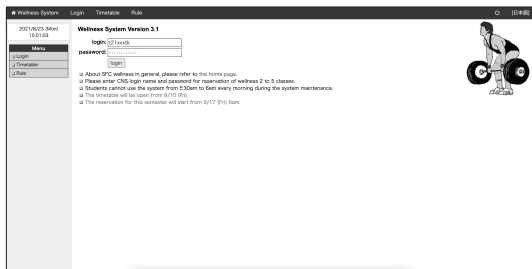 Wellness System Login Timetable Rule [日本語]
2021/8/23 (Mon)
15:01:03
Menu
Login
Timetable
Rule
Wellness System Version 3.1
login: t21xxxtk
password: ............
login
About SFC wellness in general, please refer to the home page.
Please enter CNS login name and password for reservation of wellness 2 to 5 classes.
Students cannot use the system from 5:30am to 6am every morning during the system maintenance.
The timetable will be open from 9/10 (Fri).
The reservation for this semester will start from 9/17 (Fri) 6am.